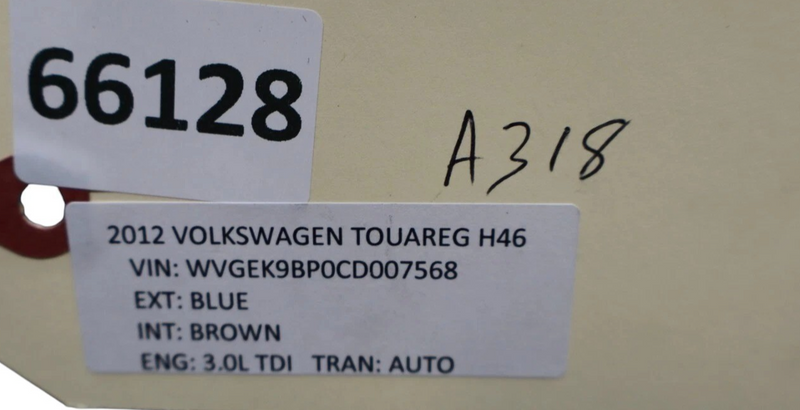 66128
A318
2012 VOLKSWAGEN TOUAREG H46
VIN: WVGEK9BP0CD007568
EXT: BLUE
INT: BROWN
ENG: 3.0L TDI TRAN: AUTO